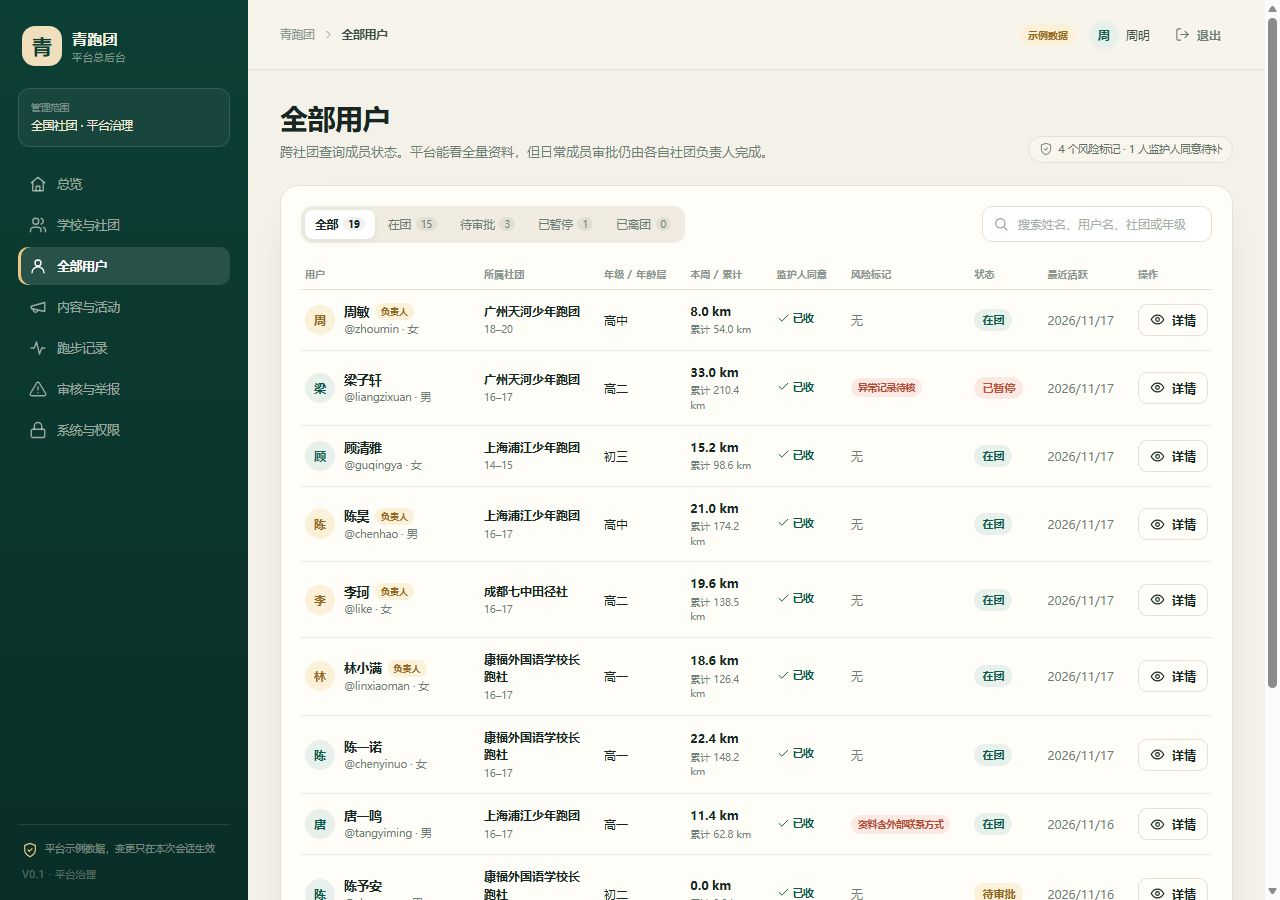 青
青跑团
平台总后台
管理范围
全国社团 · 平台治理
总览
学校与社团
全部用户
内容与活动
跑步记录
审核与举报
系统与权限
平台示例数据，变更只在本次会话生效
V0.1 · 平台治理
青跑团
全部用户
示例数据
周
周明
退出
全部用户
跨社团查询成员状态。平台能看全量资料，但日常成员审批仍由各自社团负责人完成。
4 个风险标记 · 1 人监护人同意待补
全部 19
在团 15
待审批 3
已暂停 1
已离团 0
搜索姓名、用户名、社团或年级
用户 所属社团 年级 / 年龄层 本周 / 累计 监护人同意 风险标记 状态 最近活跃 操作
周 周敏 负责人
@zhoumin · 女
广州天河少年跑团
18–20
高中
8.0 km
累计 54.0 km
已收
无
在团
2026/11/17
详情
梁 梁子轩
@liangzixuan · 男
广州天河少年跑团
16–17
高二
33.0 km
累计 210.4
km
已收
异常记录待核
已暂停
2026/11/17
详情
顾 顾清雅
@guqingya · 女
上海浦江少年跑团
14–15
初三
15.2 km
累计 98.6 km
已收
无
在团
2026/11/17
详情
陈 陈昊 负责人
@chenhao · 男
上海浦江少年跑团
16–17
高中
21.0 km
累计 174.2
km
已收
无
在团
2026/11/17
详情
李 李珂 负责人
@like · 女
成都七中田径社
16–17
高二
19.6 km
累计 138.5
km
已收
无
在团
2026/11/17
详情
林 林小满 负责人
@linxiaoman · 女
康福外国语学校长
跑社
16–17
高一
18.6 km
累计 126.4
km
已收
无
在团
2026/11/17
详情
陈 陈一诺
@chenyinuo · 女
康福外国语学校长
跑社
16–17
高一
22.4 km
累计 148.2
km
已收
无
在团
2026/11/17
详情
唐 唐一鸣
@tangyiming · 男
上海浦江少年跑团
16–17
高一
11.4 km
累计 62.8 km
已收
资料含外部联系方式
在团
2026/11/16
详情
陈 陈予安
康福外国语学校长
跑社
初二
0.0 km
已收
无
待审批
2026/11/16
详情